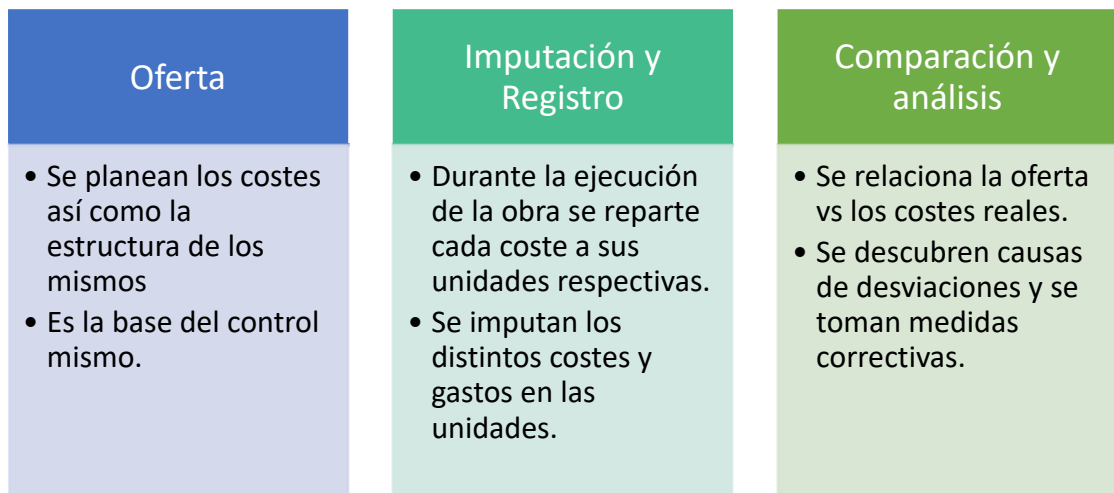 Oferta
• Se planean los costes
así como la
estructura de los
mismos
• Es la base del control
mismo.
Imputación y
Registro
• Durante la ejecución
de la obra se reparte
cada coste a sus
unidades respectivas.
• Se imputan los
distintos costes y
gastos en las
unidades.
Comparación y
análisis
• Se relaciona la oferta
vs los costes reales.
• Se descubren causas
de desviaciones y se
toman medidas
correctivas.